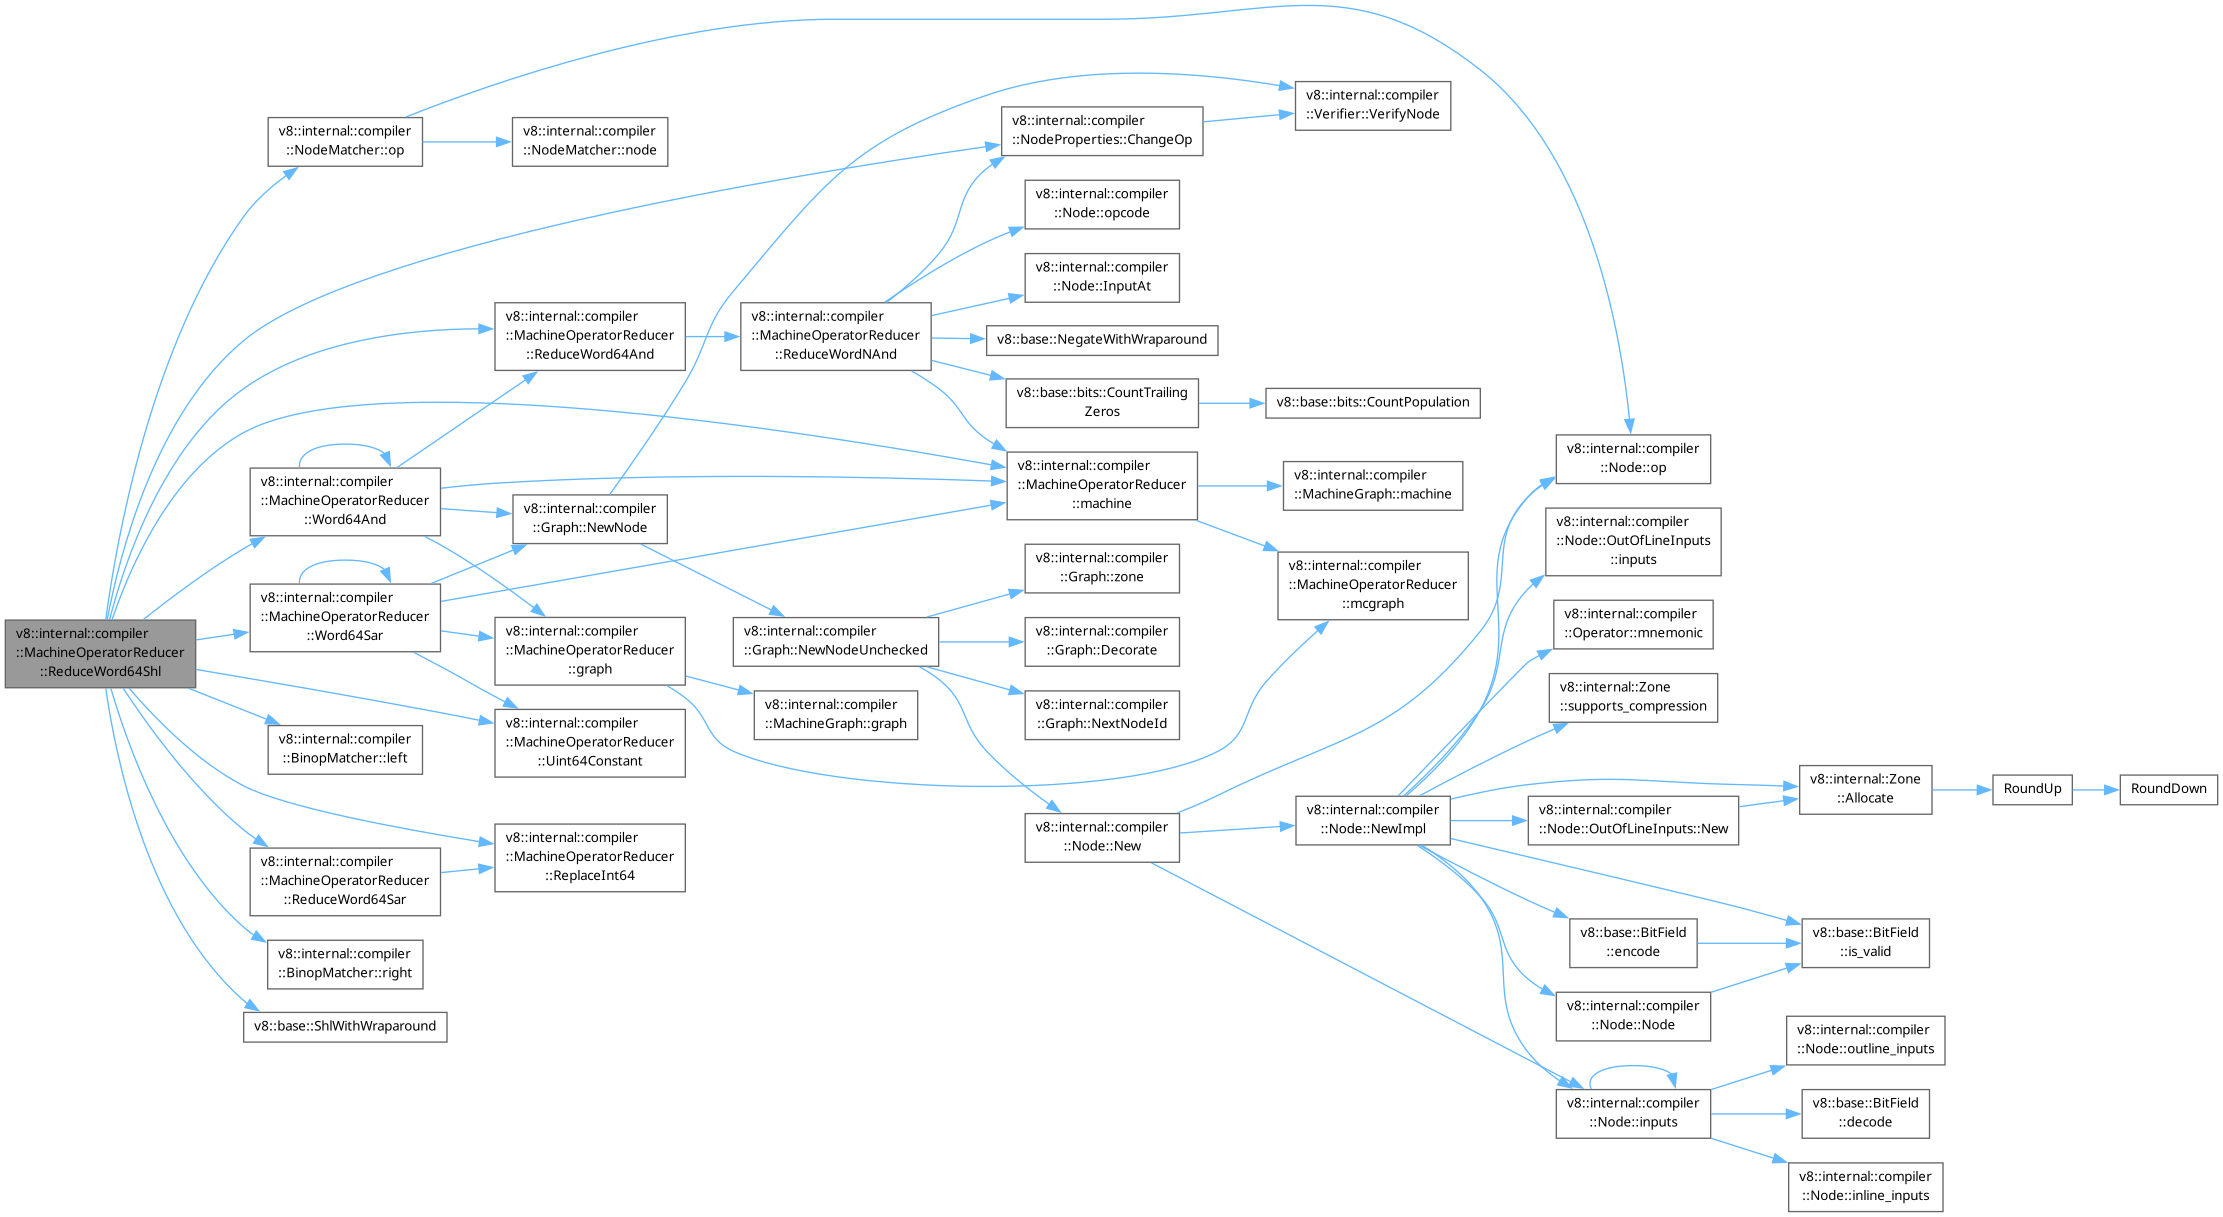 v8::internal::compiler
::MachineOperatorReducer
::ReduceWord64Shl
v8::internal::compiler
::NodeMatcher::op
v8::internal::compiler
::MachineOperatorReducer
::Word64And
v8::internal::compiler
::MachineOperatorReducer
::Word64Sar
v8::internal::compiler
::BinopMatcher::left
v8::internal::compiler
::MachineOperatorReducer
::ReduceWord64Sar
v8::internal::compiler
::BinopMatcher::right
v8::base::ShlWithWraparound
v8::internal::compiler
::NodeMatcher::node
v8::internal::compiler
::MachineOperatorReducer
::ReduceWord64And
v8::internal::compiler
::Graph::NewNode
v8::internal::compiler
::MachineOperatorReducer
::graph
v8::internal::compiler
::MachineOperatorReducer
::Uint64Constant
v8::internal::compiler
::MachineOperatorReducer
::ReplaceInt64
v8::internal::compiler
::MachineOperatorReducer
::ReduceWordNAnd
v8::internal::compiler
::Graph::NewNodeUnchecked
v8::internal::compiler
::MachineGraph::graph
v8::internal::compiler
::NodeProperties::ChangeOp
v8::internal::compiler
::Node::opcode
v8::internal::compiler
::Node::InputAt
v8::base::NegateWithWraparound
v8::base::bits::CountTrailing
Zeros
v8::internal::compiler
::MachineOperatorReducer
::machine
v8::internal::compiler
::Graph::zone
v8::internal::compiler
::Graph::Decorate
v8::internal::compiler
::Graph::NextNodeId
v8::internal::compiler
::Node::New
v8::internal::compiler
::Verifier::VerifyNode
v8::base::bits::CountPopulation
v8::internal::compiler
::MachineGraph::machine
v8::internal::compiler
::MachineOperatorReducer
::mcgraph
v8::internal::compiler
::Node::NewImpl
v8::internal::compiler
::Node::op
v8::internal::compiler
::Node::OutOfLineInputs
::inputs
v8::internal::compiler
::Operator::mnemonic
v8::internal::Zone
::supports_compression
v8::internal::compiler
::Node::OutOfLineInputs::New
v8::base::BitField
::encode
v8::internal::compiler
::Node::Node
v8::internal::compiler
::Node::inputs
v8::internal::Zone
::Allocate
v8::base::BitField
::is_valid
v8::internal::compiler
::Node::outline_inputs
v8::base::BitField
::decode
v8::internal::compiler
::Node::inline_inputs
RoundUp
RoundDown